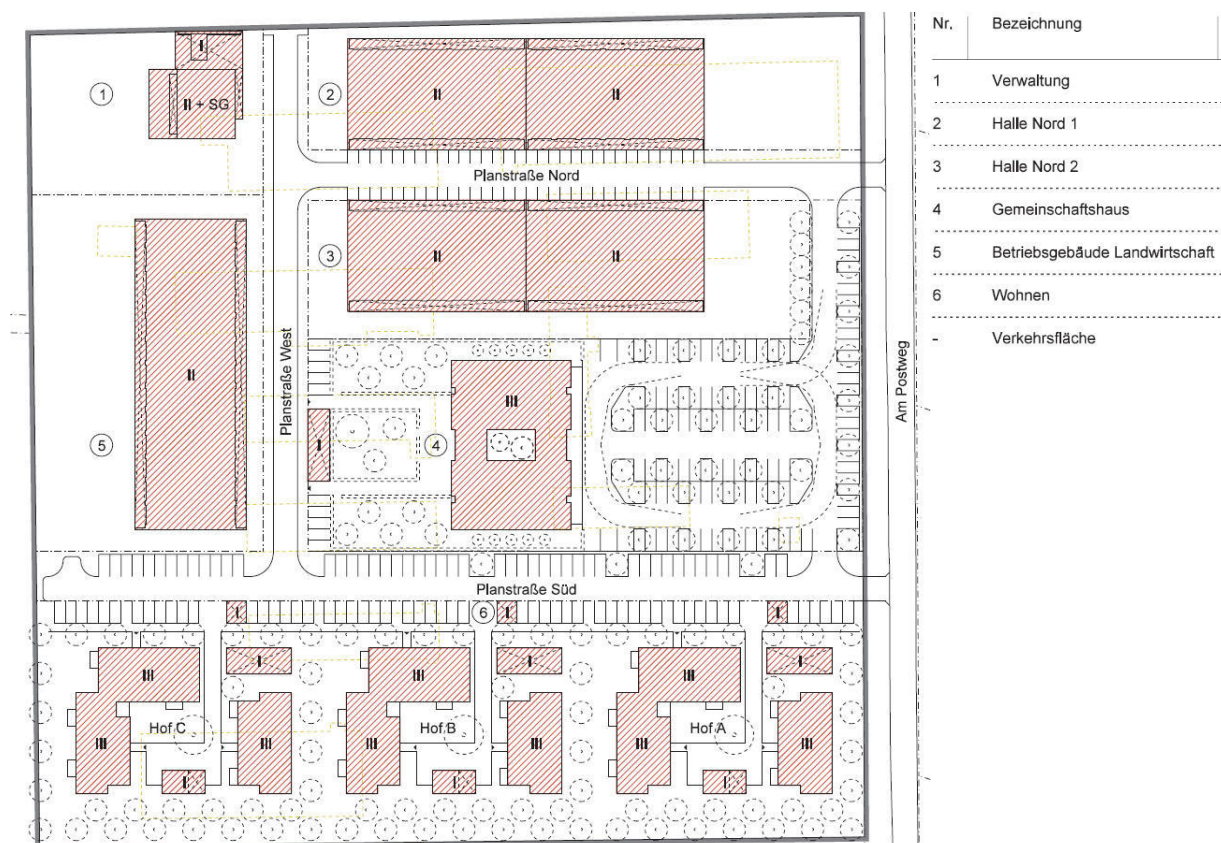 Nr. Bezeichnung
1 Verwaltung
2 Halle Nord 1
3 Halle Nord 2
4 Gemeinschaftshaus
5 Betriebsgebäude Landwirtschaft
6 Wohnen
- Verkehrsfläche
I
1
II + SG
2
II
II
Planstraße Nord
3
II
II
Planstraße West
Am Postweg
II
5
I
4
III
Planstraße Süd
I
6
I
I
III
I
III
I
III
I
III
Hof C
III
III
Hof B
III
III
Hof A
III
I
I
I